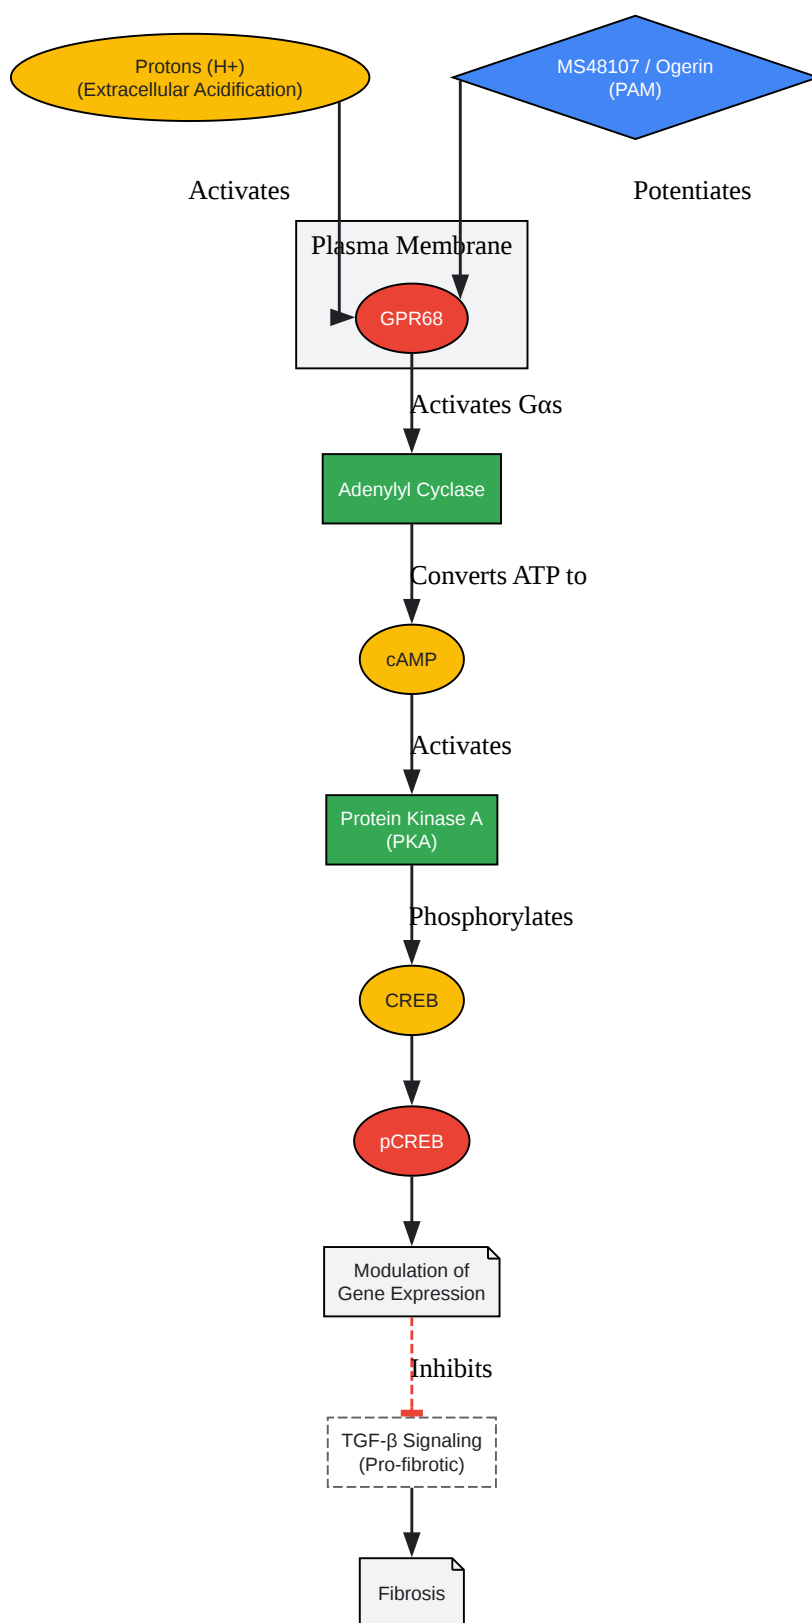 Protons (H+)
(Extracellular Acidification)
MS48107 / Ogerin
(PAM)
Activates
Potentiates
Plasma Membrane
GPR68
Activates Gαs
Adenylyl Cyclase
Converts ATP to
cAMP
Activates
Protein Kinase A
(PKA)
Phosphorylates
CREB
pCREB
Modulation of
Gene Expression
Inhibits
TGF-β Signaling
(Pro-fibrotic)
Fibrosis